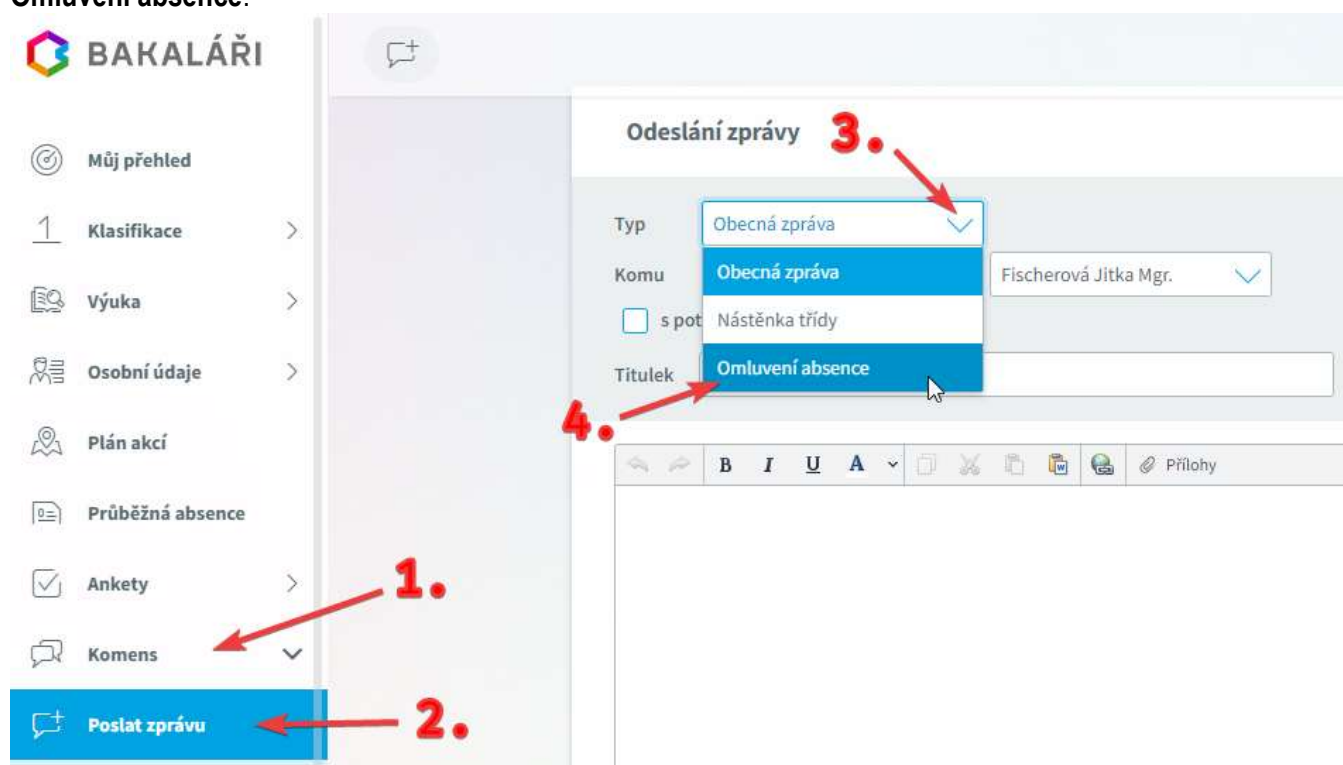 Omluvení absence.
BAKALÁŘI
Můj přehled
1 Klasifikace
Výuka
Osobní údaje
Plán akcí
Průběžná absence
Ankety
Komens
Poslat zprávu
1.
2.
Odeslání zprávy
3.
Typ Obecná zpráva
Komu Obecná zpráva Fischerová Jitka Mgr.
s pot Nástěnka třídy
Titulek Omluvení absence
4.
B I U A Přílohy